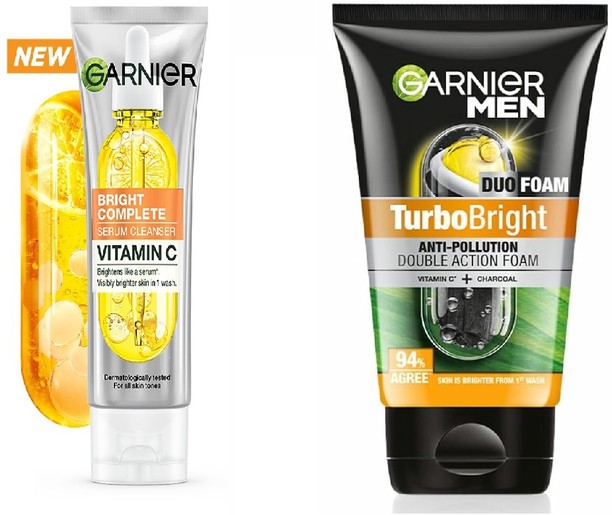 NEW
GARNIER
BRIGHT
COMPLETE
SERUM CLEANSER
VITAMIN C
Brightens like a serum*.
Visibly brighter skin in 1 wash.
Dermatologically tested
For all skin tones
GARNIER
MEN
DUO FOAM
TurboBright
ANTI-POLLUTION
DOUBLE ACTION FOAM
VITAMIN C* + CHARCOAL
94%
AGREE*
SKIN IS BRIGHTER FROM 1ST WASH